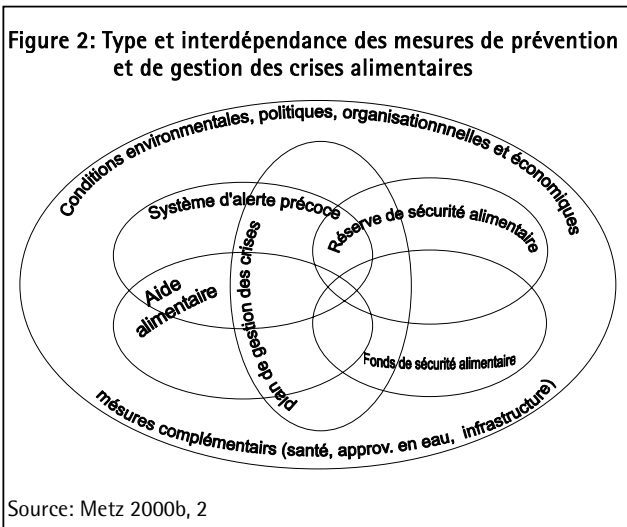 Figure 2: Type et interdépendance des mesures de prévention
et de gestion des crises alimentaires
Conditions environmentales, politiques, organisationnnelles et économiques
Système d'alerte précoce
Réserve de sécurité alimentaire
plan de gestion des crises
Aide
alimentaire
Fonds de sécurité alimentaire
mésures complémentairs (santé, approv. en eau, infrastructure)
Source: Metz 2000b, 2